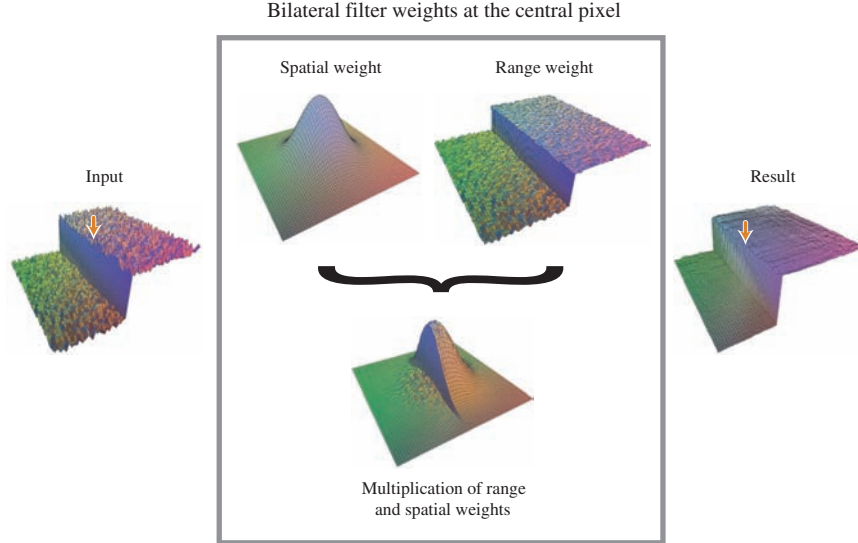 Bilateral filter weights at the central pixel
Spatial weight
Range weight
Input
Result
Multiplication of range
and spatial weights